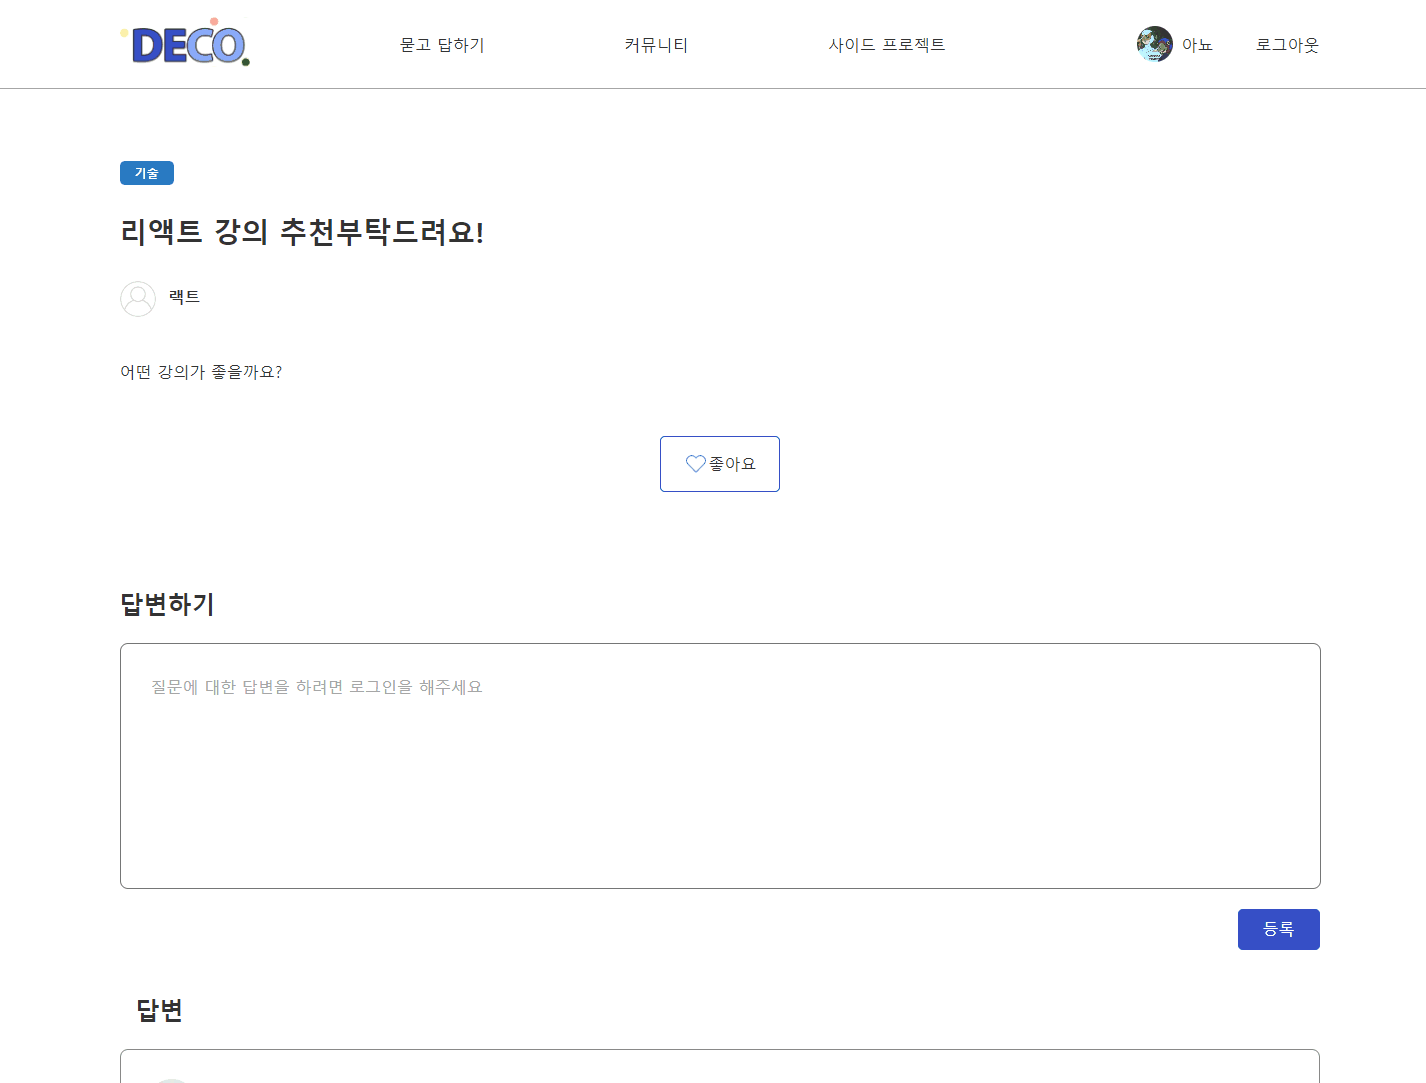 DECO
묻고 답하기
커뮤니티
사이드 프로젝트
아뇨
로그아웃
기술
리액트 강의 추천부탁드려요!
랙트
어떤 강의가 좋을까요?
좋아요
답변하기
질문에 대한 답변을 하려면 로그인을 해주세요
등록
답변